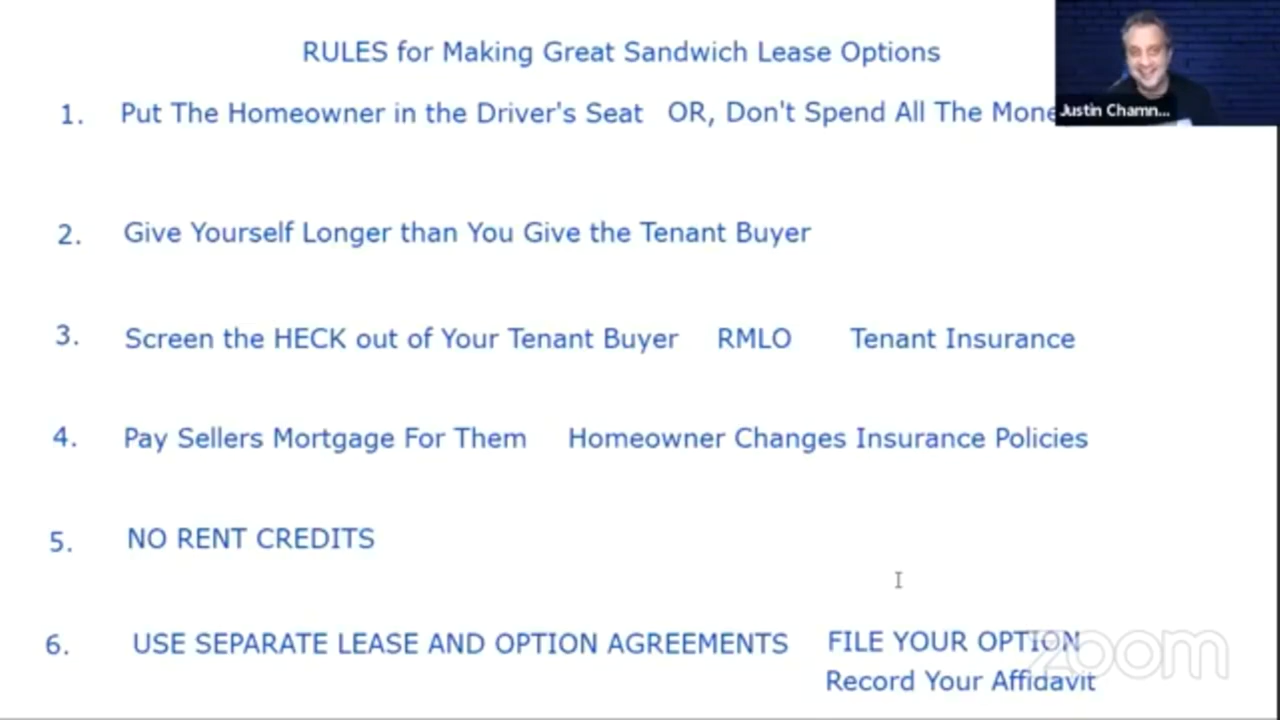 RULES for Making Great Sandwich Lease Options
1. Put The Homeowner in the Driver's Seat OR, Don't Spend All The Mone
Justin Chamn...
2. Give Yourself Longer than You Give the Tenant Buyer
3. Screen the HECK out of Your Tenant Buyer RMLO Tenant Insurance
4. Pay Sellers Mortgage For Them Homeowner Changes Insurance Policies
5. NO RENT CREDITS
6. USE SEPARATE LEASE AND OPTION AGREEMENTS FILE YOUR OPTION
Record Your Affidavit
zoom